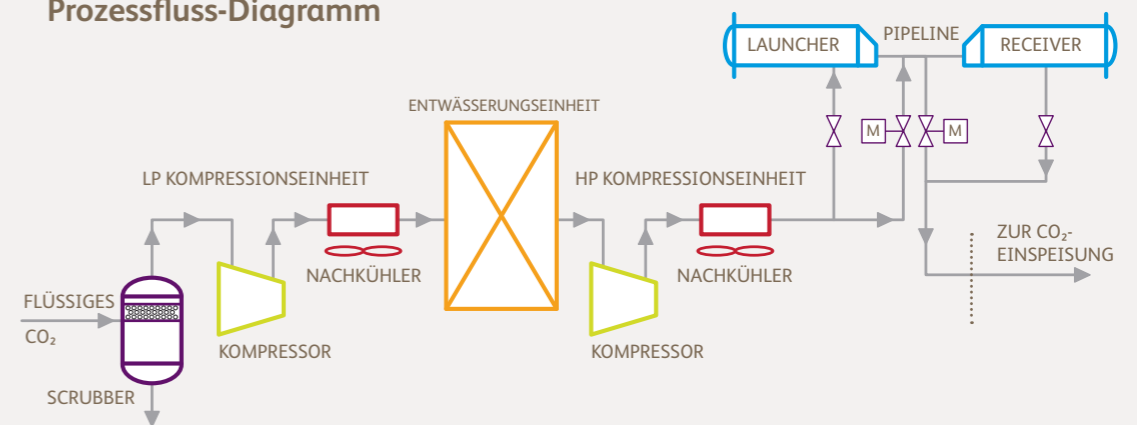 Prozessfluss-Diagramm
LAUNCHER
PIPELINE
RECEIVER
ENTWÄSSERUNGSEINHEIT
M
M
LP KOMPRESSIONSEINHEIT
HP KOMPRESSIONSEINHEIT
ZUR CO₂-
EINSPEISUNG
NACHKÜHLER
NACHKÜHLER
FLÜSSIGES
CO₂
KOMPRESSOR
KOMPRESSOR
SCRUBBER